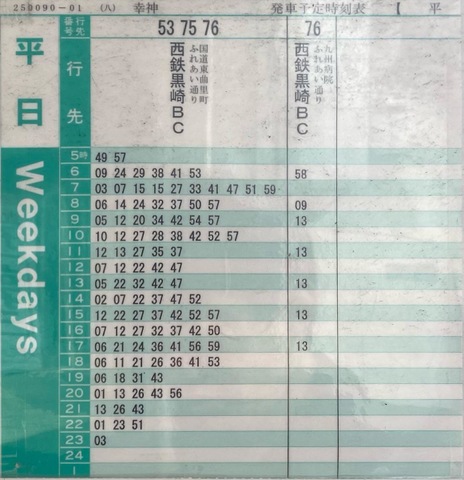 250090-01 (八) 幸神 発車予定時刻表 【 平
番号 行先 53 75 76 76
平日
行先
国道東曲里町
ふれあい通り
西鉄黒崎BC
九州病院
ふれあい通り
西鉄黒崎BC
Weekdays
5時 49 57
6 09 24 29 38 41 53 58
7 03 07 15 15 27 33 41 47 51 59
8 06 14 24 32 37 50 57 09
9 05 12 20 34 42 54 57 13
10 10 12 27 28 38 42 52 57
11 12 13 27 35 37 13
12 07 12 22 42 47
13 05 22 32 42 47 13
14 02 07 22 37 47 52
15 12 22 27 37 42 52 57 13
16 07 12 27 32 37 42 50
17 06 21 24 36 41 56 59 13
18 06 11 21 26 36 41 53
19 06 18 31 43
20 01 13 26 43 56
21 13 26 43
22 01 23 51
23 03
24
1